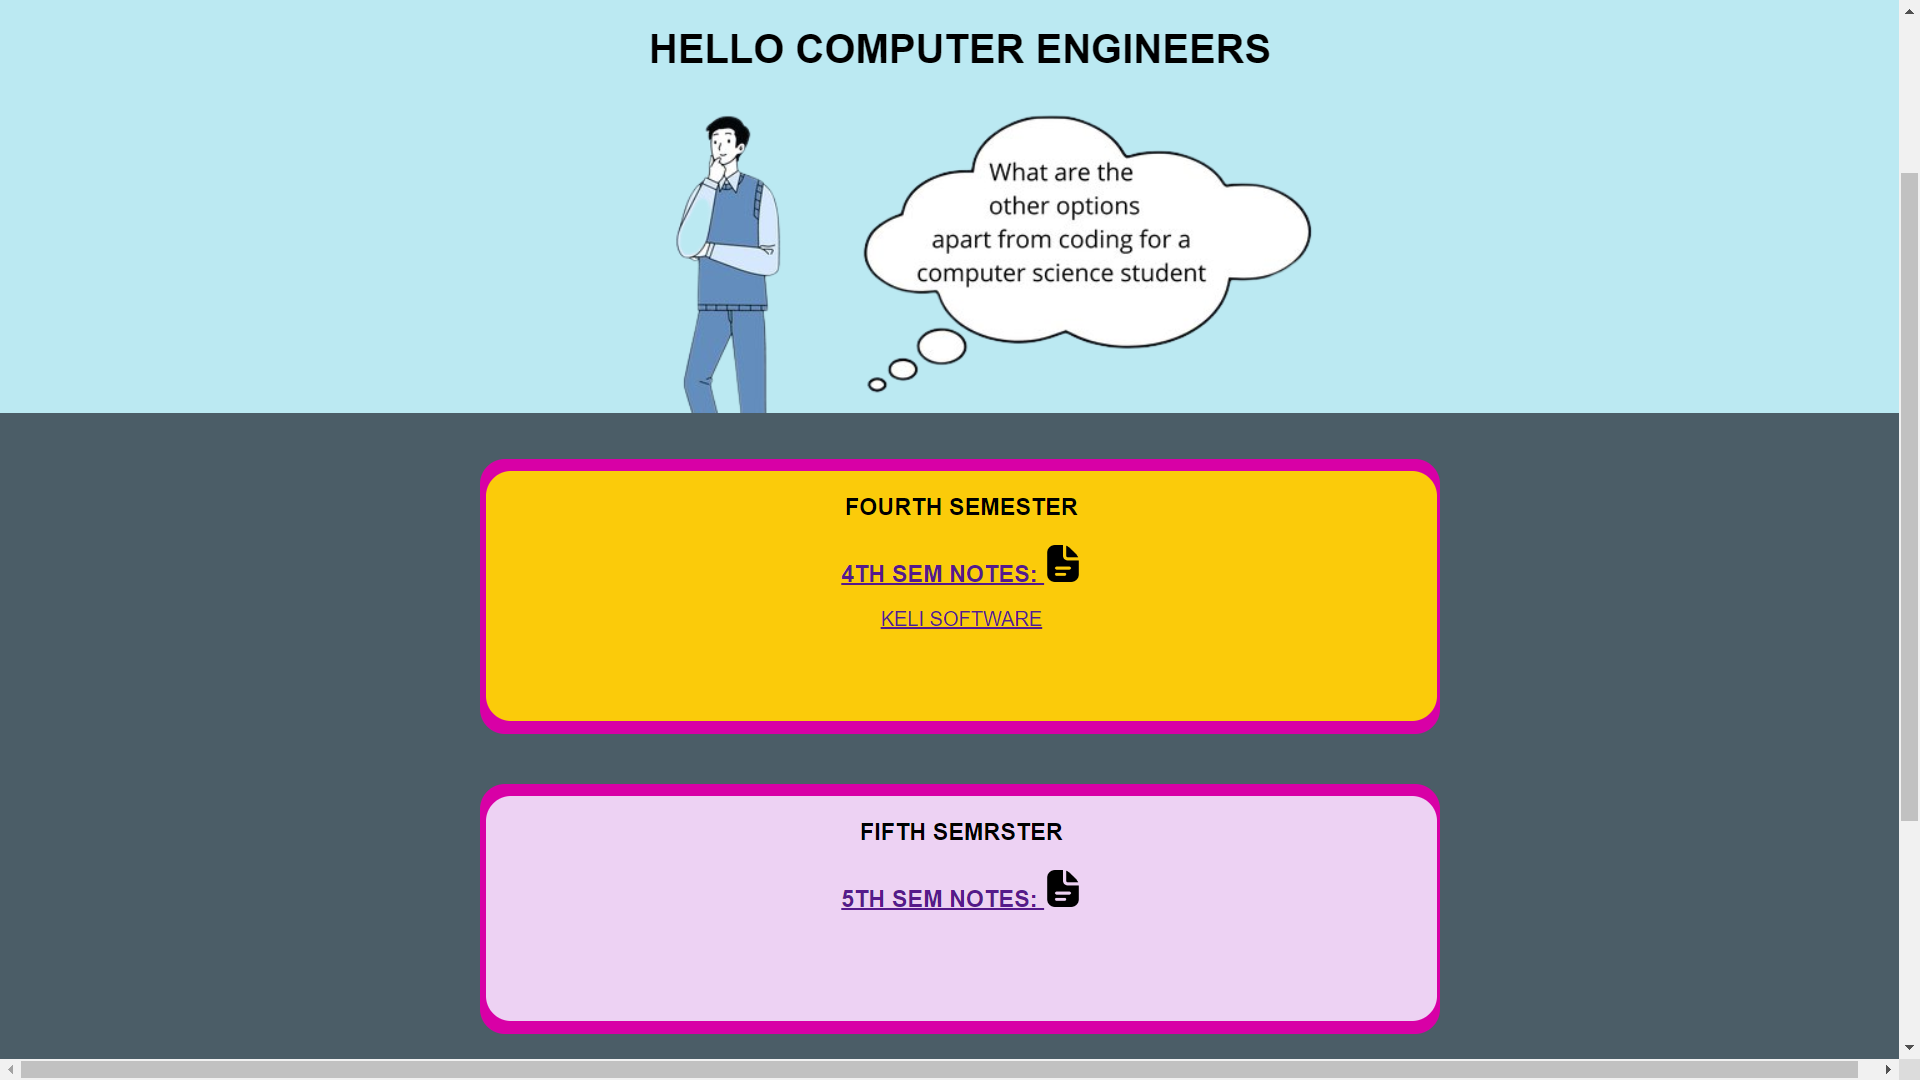 HELLO COMPUTER ENGINEERS
What are the
other options
apart from coding for a
computer science student
FOURTH SEMESTER
4TH SEM NOTES:
KELI SOFTWARE
FIFTH SEMRSTER
5TH SEM NOTES: